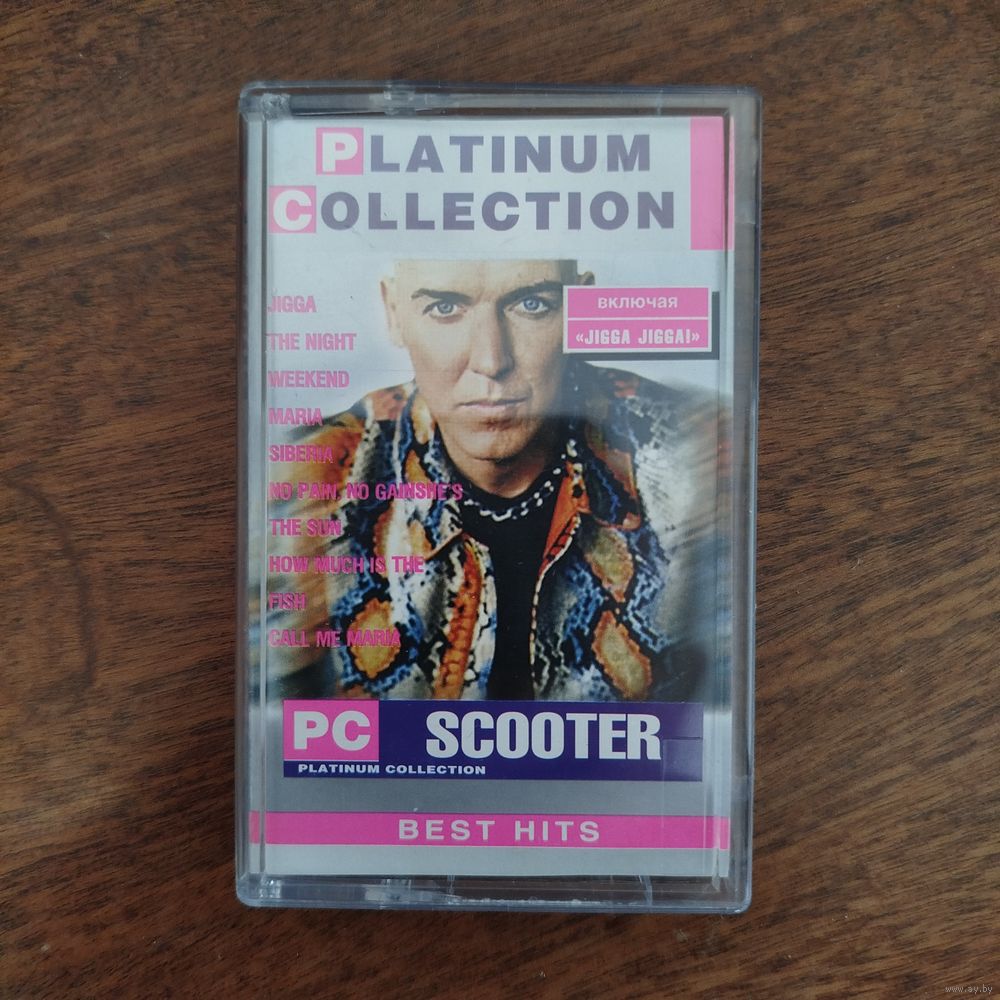 PLATINUM
COLLECTION
включая
«JIGGA JIGGA!»
JIGGA
THE NIGHT
WEEKEND
MARIA
SIBERIA
NO PAIN, NO GAINSHE'S
THE SUN
HOW MUCH IS THE
FISH
CALL ME MARIA
PC SCOOTER
PLATINUM COLLECTION
BEST HITS
www.ay.by